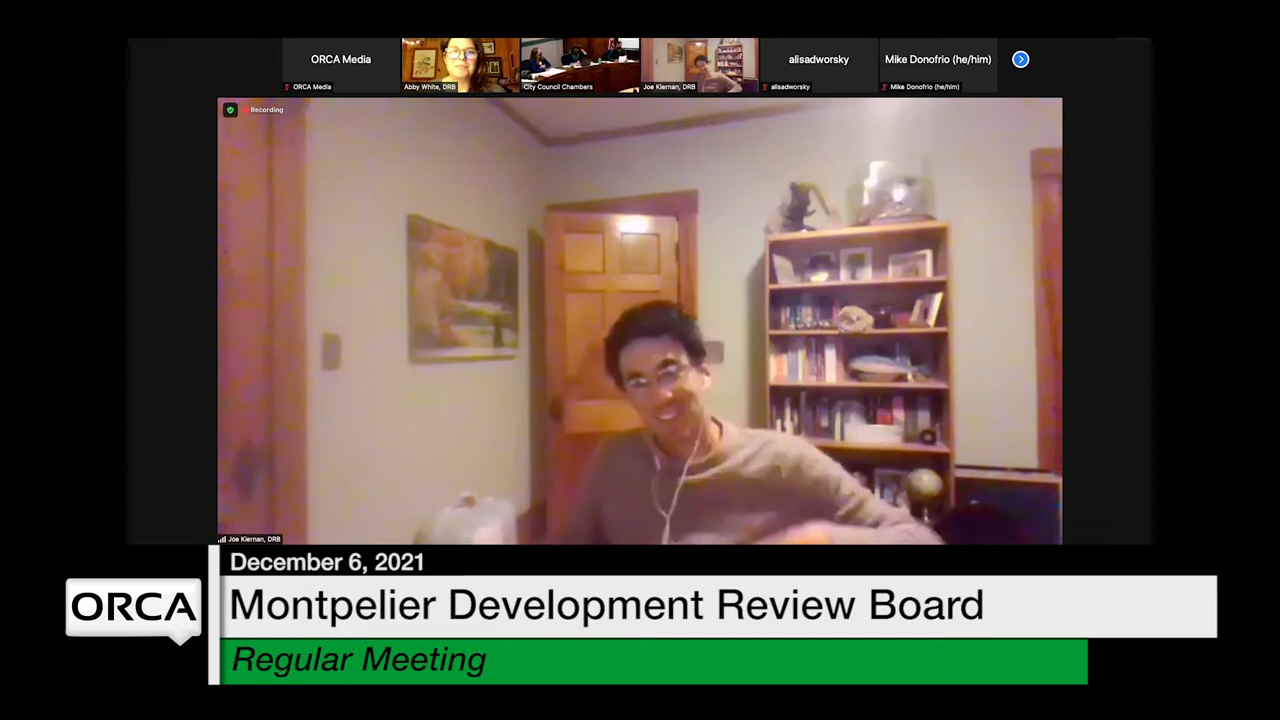 ORCA Media
alisadworsky
Mike Donofrio (he/him)
ORCA Media
Abby White, DRB
City Council Chambers
Joe Kiernan, DRB
alisadworsky
Mike Donofrio (he/him)
Recording
Joe Kiernan, DRB
December 6, 2021
ORCA
Montpelier Development Review Board
Regular Meeting